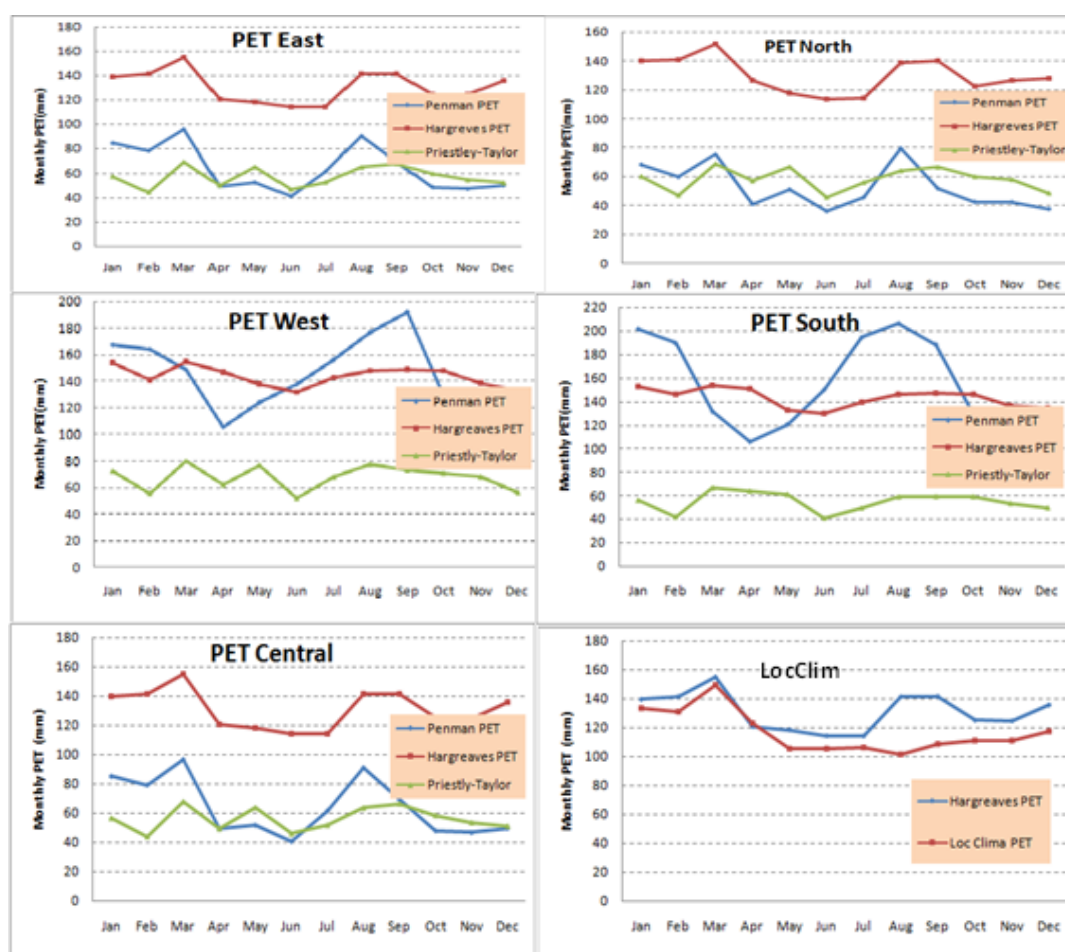 PET East
Monthly PET(mm)
180
160
140
120
100
80
60
40
20
0
Penman PET
Hargreves PET
Priestley-Taylor
Jan Feb Mar Apr May Jun Jul Aug Sep Oct Nov Dec
PET North
Monthly PET(mm)
160
140
120
100
80
60
40
20
0
Penman PET
Hargreves PET
Priestley-Taylor
Jan Feb Mar Apr May Jun Jul Aug Sep Oct Nov Dec
PET West
Monthly PET(mm)
200
180
160
140
120
100
80
60
40
20
0
Penman PET
Hargreaves PET
Priestly-Taylor
Jan Feb Mar Apr May Jun Jul Aug Sep Oct Nov Dec
PET South
Monthly PET(mm)
220
200
180
160
140
120
100
80
60
40
20
0
Penman PET
Hargreaves PET
Priestly-Taylor
Jan Feb Mar Apr May Jun Jul Aug Sep Oct Nov Dec
PET Central
Monthly PET (mm)
180
160
140
120
100
80
60
40
20
0
Penman PET
Hargreaves PET
Priestly-Taylor
Jan Feb Mar Apr May Jun Jul Aug Sep Oct Nov Dec
LocClim
Monthly PET (mm)
180
160
140
120
100
80
60
40
20
0
Hargreaves PET
Loc Clima PET
Jan Feb Mar Apr May Jun Jul Aug Sep Oct Nov Dec